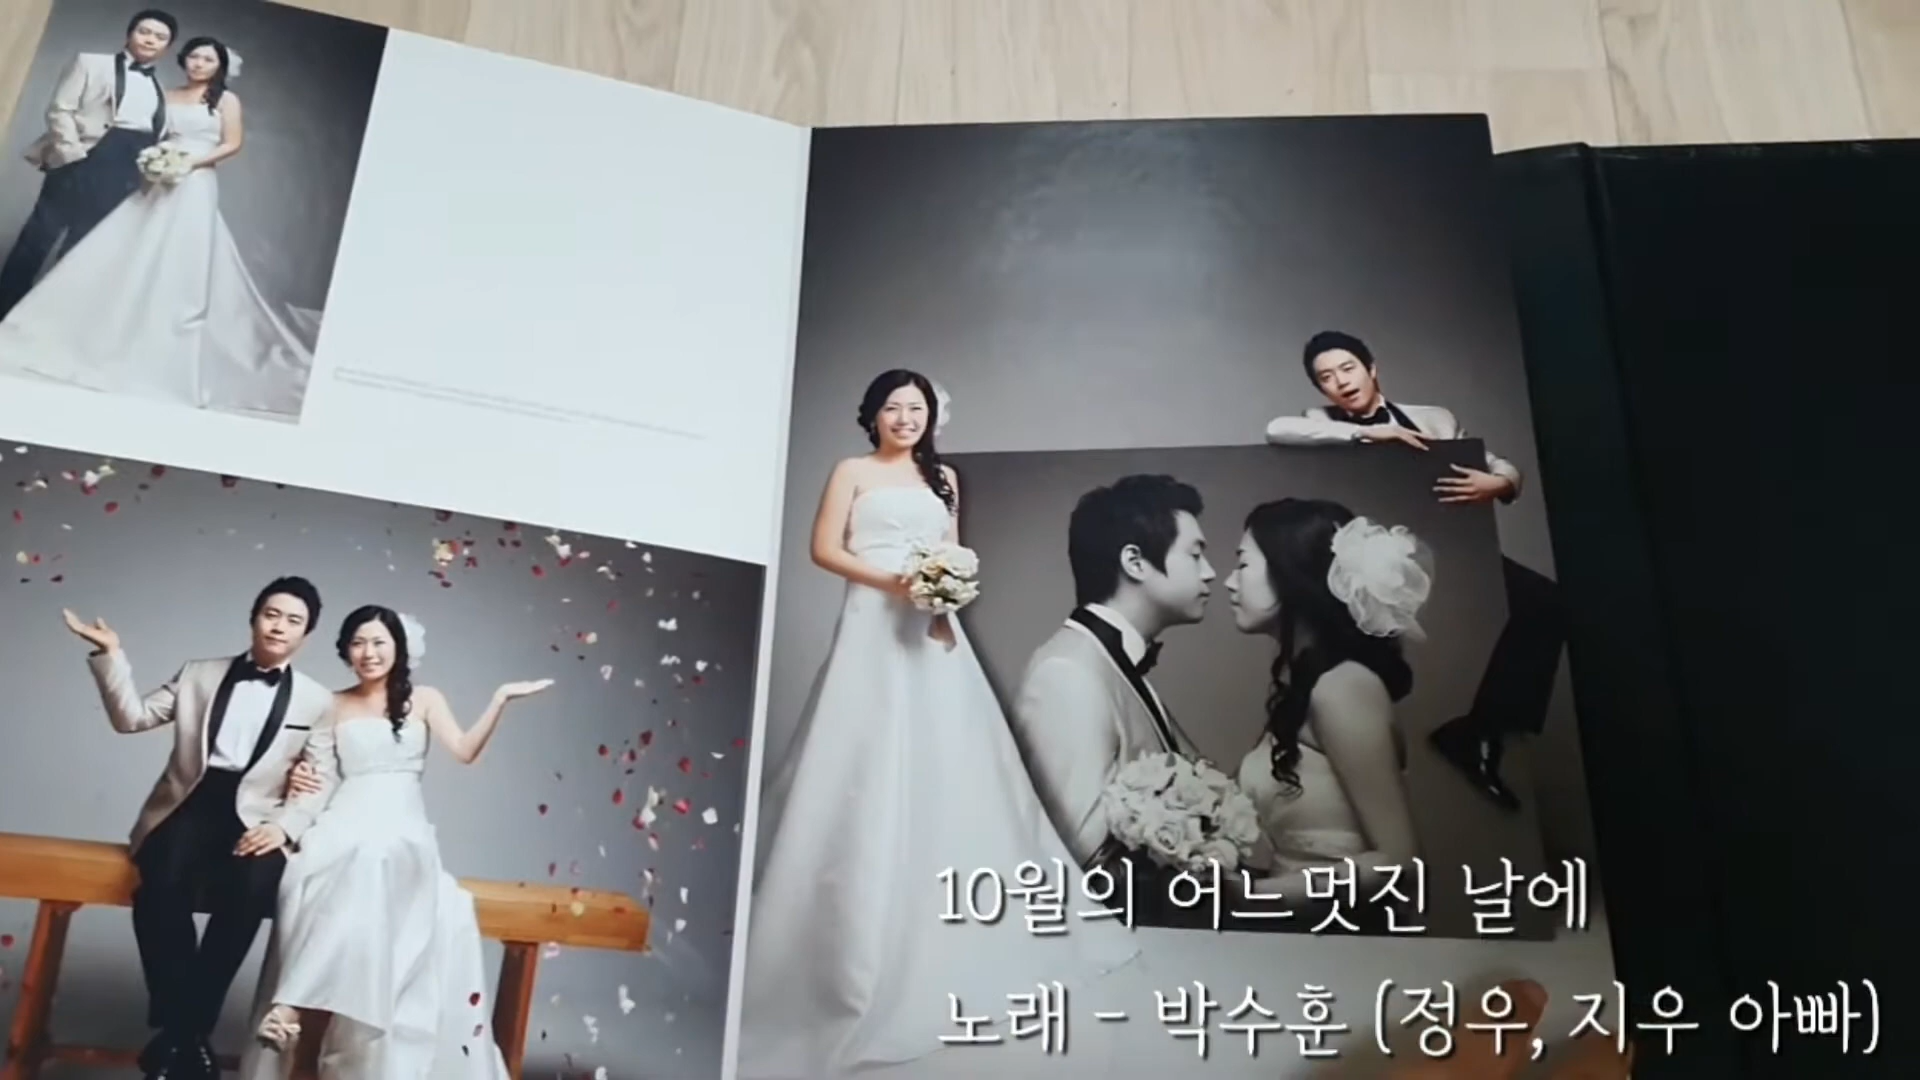 10월의 어느멋진 날에
노래 - 박수훈 (정우, 지우 아빠)